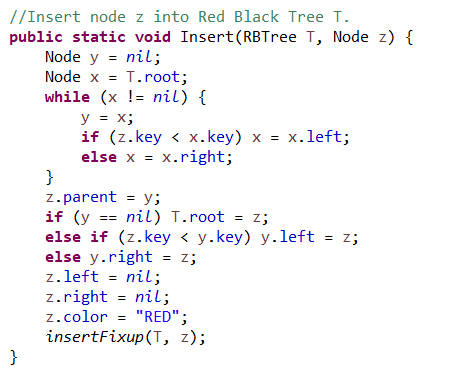 //Insert node z into Red Black Tree T.
public static void Insert(RBTree T, Node z) {
    Node y = nil;
    Node x = T.root;
    while (x != nil) {
        y = x;
        if (z.key < x.key) x = x.left;
        else x = x.right;
    }
    z.parent = y;
    if (y == nil) T.root = z;
    else if (z.key < y.key) y.left = z;
    else y.right = z;
    z.left = nil;
    z.right = nil;
    z.color = "RED";
    insertFixup(T, z);
}